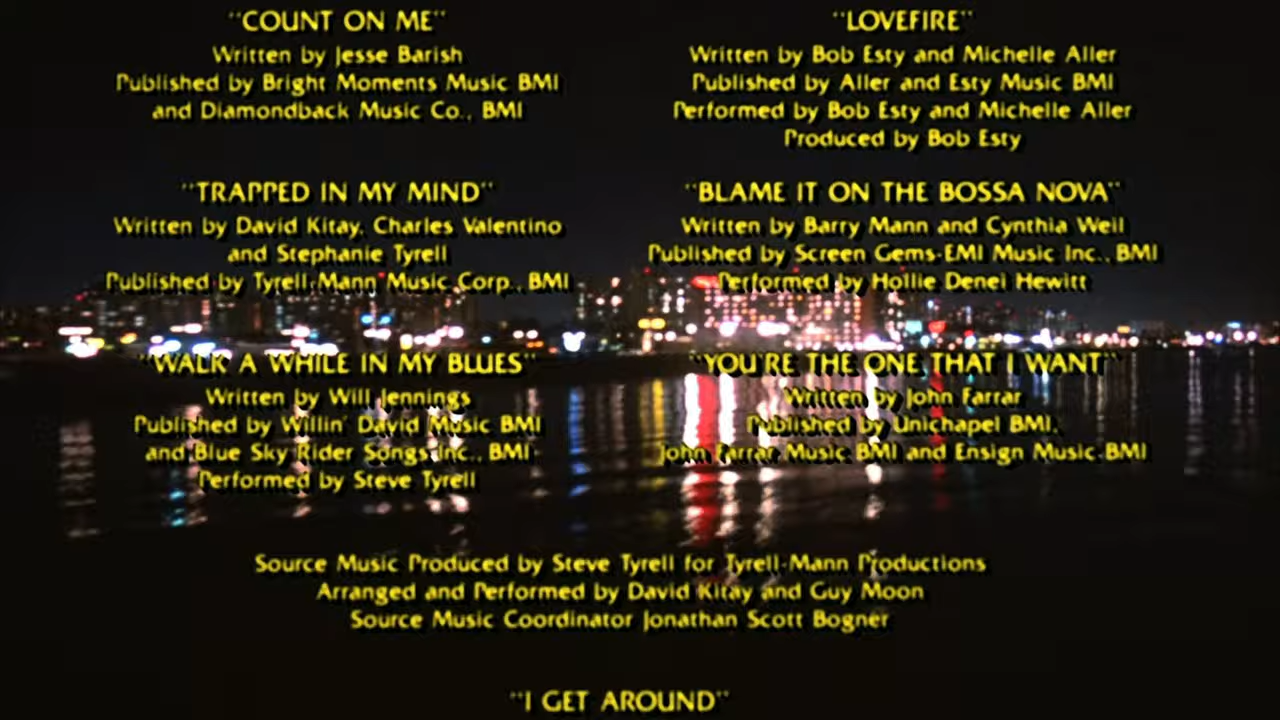 "COUNT ON ME"
Written by Jesse Barish
Published by Bright Moments Music BMI
and Diamondback Music Co., BMI
"LOVEFIRE"
Written by Bob Esty and Michelle Aller
Published by Aller and Esty Music BMI
Performed by Bob Esty and Michelle Aller
Produced by Bob Esty
"TRAPPED IN MY MIND"
Written by David Kitay, Charles Valentino
and Stephanie Tyrell
Published by Tyrell-Mann Music Corp., BMI
"BLAME IT ON THE BOSSA NOVA"
Written by Barry Mann and Cynthia Weil
Published by Screen Gems-EMI Music Inc., BMI
Performed by Hollie Denel Hewitt
"WALK A WHILE IN MY BLUES"
Written by Will Jennings
Published by Willin' David Music BMI
and Blue Sky Rider Songs Inc., BMI
Performed by Steve Tyrell
"YOU'RE THE ONE THAT I WANT"
Written by John Farrar
Published by Unichapel BMI,
John Farrar Music BMI and Ensign Music BMI
Source Music Produced by Steve Tyrell for Tyrell-Mann Productions
Arranged and Performed by David Kitay and Guy Moon
Source Music Coordinator Jonathan Scott Bogner
"I GET AROUND"